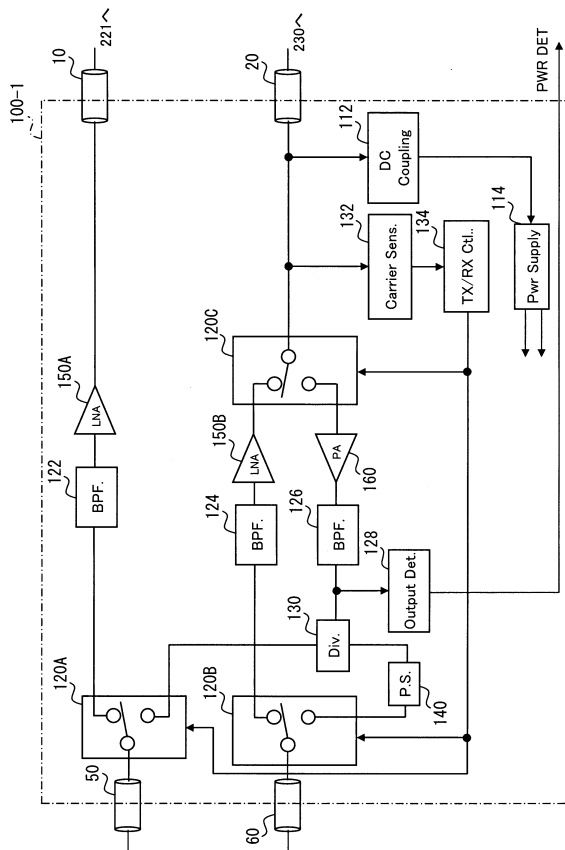 100-1
10
221
150A
LNA
122
BPF.
120A
50
20
230
112
DC
Coupling
132
Carrier Sens.
134
TX/RX Ctl..
114
Pwr Supply
PWR DET
120C
150B
LNA
PA
160
124
BPF.
126
BPF.
128
Output Det.
130
Div.
120B
P.S.
140
60